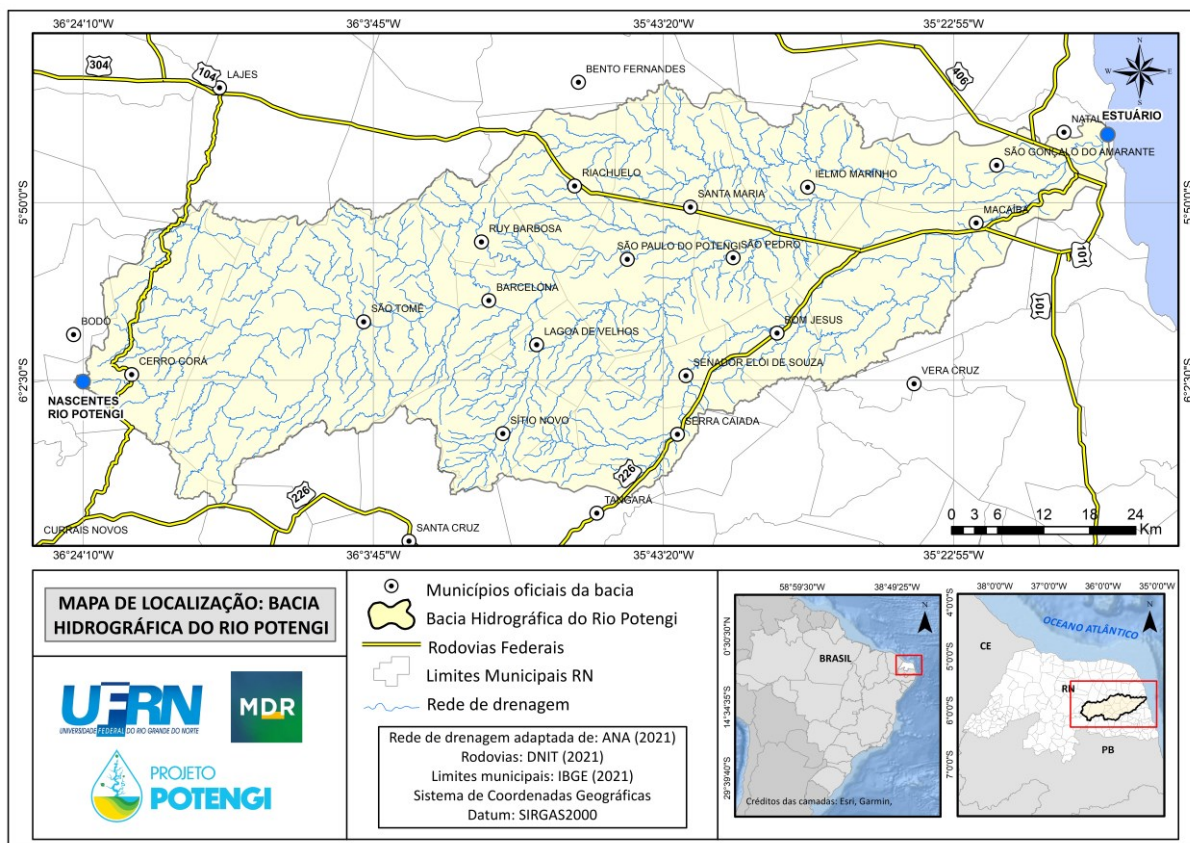 36°24'10"W 36°3'45"W 35°43'20"W 35°22'55"W
304
104
LAJES
BENTO FERNANDES
406
N
W E
S
ESTUÁRIO
NATAL
SÃO GONÇALO DO AMARANTE
RIACHUELO
IELMO MARINHO
SANTA MARIA
5°50'0"S 5°50'0"S
MACAÍBA
RUY BARBOSA
SÃO PAULO DO POTENGI
SÃO PEDRO
101
BARCELONA
SÃO TOMÉ
101
BODÓ
LAGOA DE VELHOS
BOM JESUS
CERRO CORÁ
SENADOR ELÓI DE SOUZA
VERA CRUZ
6°2'30"S 6°2'30"S
NASCENTES
RIO POTENGI
SÍTIO NOVO
SERRA CAIADA
226
226
TANGARÁ
CURRAIS NOVOS
SANTA CRUZ
0 3 6 12 18 24
Km
36°24'10"W 36°3'45"W 35°43'20"W 35°22'55"W
MAPA DE LOCALIZAÇÃO: BACIA
HIDROGRÁFICA DO RIO POTENGI
UFRN
UNIVERSIDADE FEDERAL DO RIO GRANDE DO NORTE
MDR
PROJETO
POTENGI
Municípios oficiais da bacia
Bacia Hidrográfica do Rio Potengi
Rodovias Federais
Limites Municipais RN
Rede de drenagem
Rede de drenagem adaptada de: ANA (2021)
Rodovias: DNIT (2021)
Limites municipais: IBGE (2021)
Sistema de Coordenadas Geográficas
Datum: SIRGAS2000
58°59'30"W 38°49'25"W
N
0°30'30"N
BRASIL
14°34'35"S
29°39'40"S
Créditos das camadas: Esri, Garmin,
38°0'0"W 37°0'0"W 36°0'0"W 35°0'0"W
4°0'0"S
N
OCEANO ATLÂNTICO
CE
5°0'0"S
RN
6°0'0"S
PB
7°0'0"S